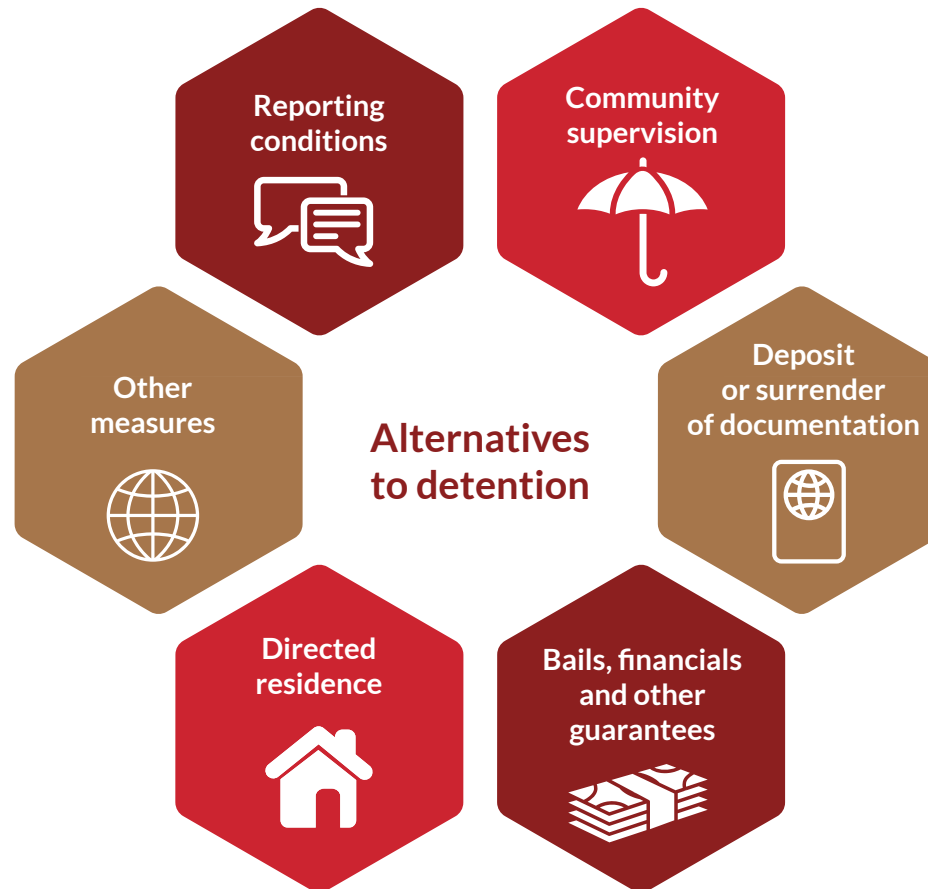 Reporting
conditions
Community
supervision
Other
measures
Alternatives
to detention
Deposit
or surrender
of documentation
Directed
residence
Bails, financials
and other
guarantees